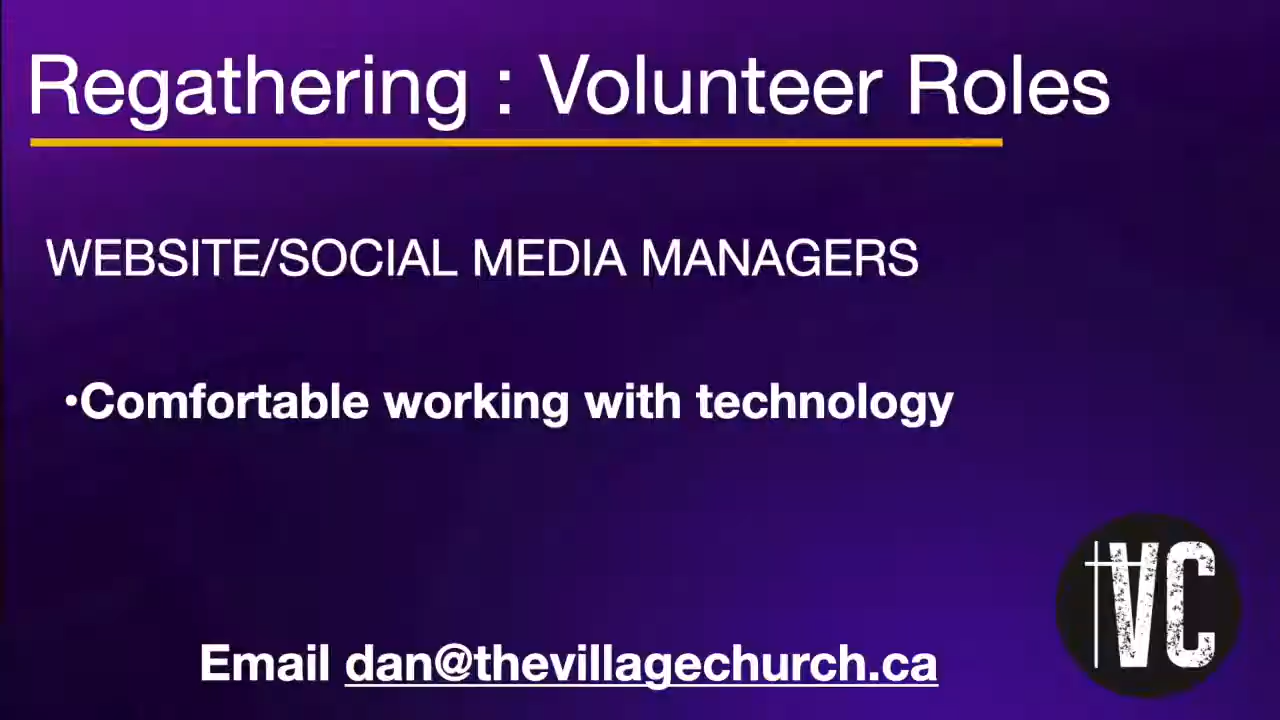 Regathering : Volunteer Roles
WEBSITE/SOCIAL MEDIA MANAGERS
•Comfortable working with technology
Email dan@thevillagechurch.ca
VC